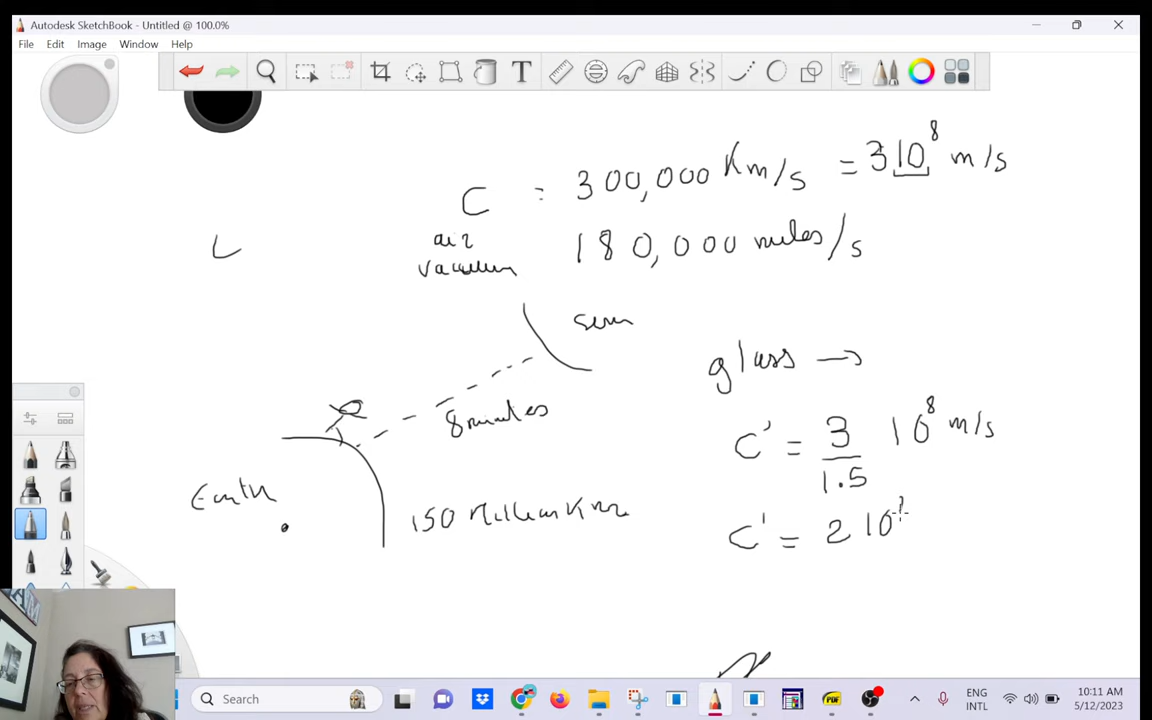 Autodesk SketchBook - Untitled @ 100.0%
File Edit Image Window Help
T
C = 300,000 Km/s = 3 10^8 m/s
air
vacuum
180,000 miles/s
sun
glass →
8 minutes
C' = 3/1.5 10^8 m/s
Earth
150 Million Km
C' = 2 10
Search
ENG
INTL
10:11 AM
5/12/2023